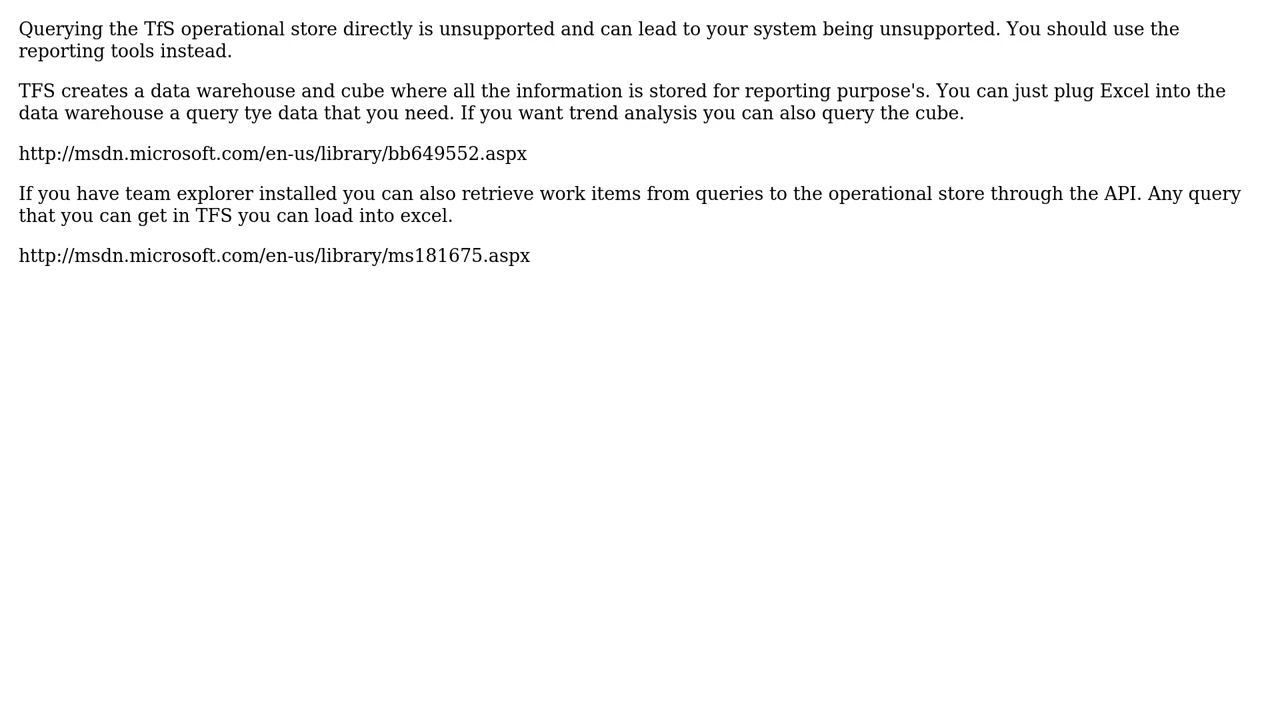 Querying the TfS operational store directly is unsupported and can lead to your system being unsupported. You should use the
reporting tools instead.
TFS creates a data warehouse and cube where all the information is stored for reporting purpose's. You can just plug Excel into the
data warehouse a query tye data that you need. If you want trend analysis you can also query the cube.
http://msdn.microsoft.com/en-us/library/bb649552.aspx
If you have team explorer installed you can also retrieve work items from queries to the operational store through the API. Any query
that you can get in TFS you can load into excel.
http://msdn.microsoft.com/en-us/library/ms181675.aspx